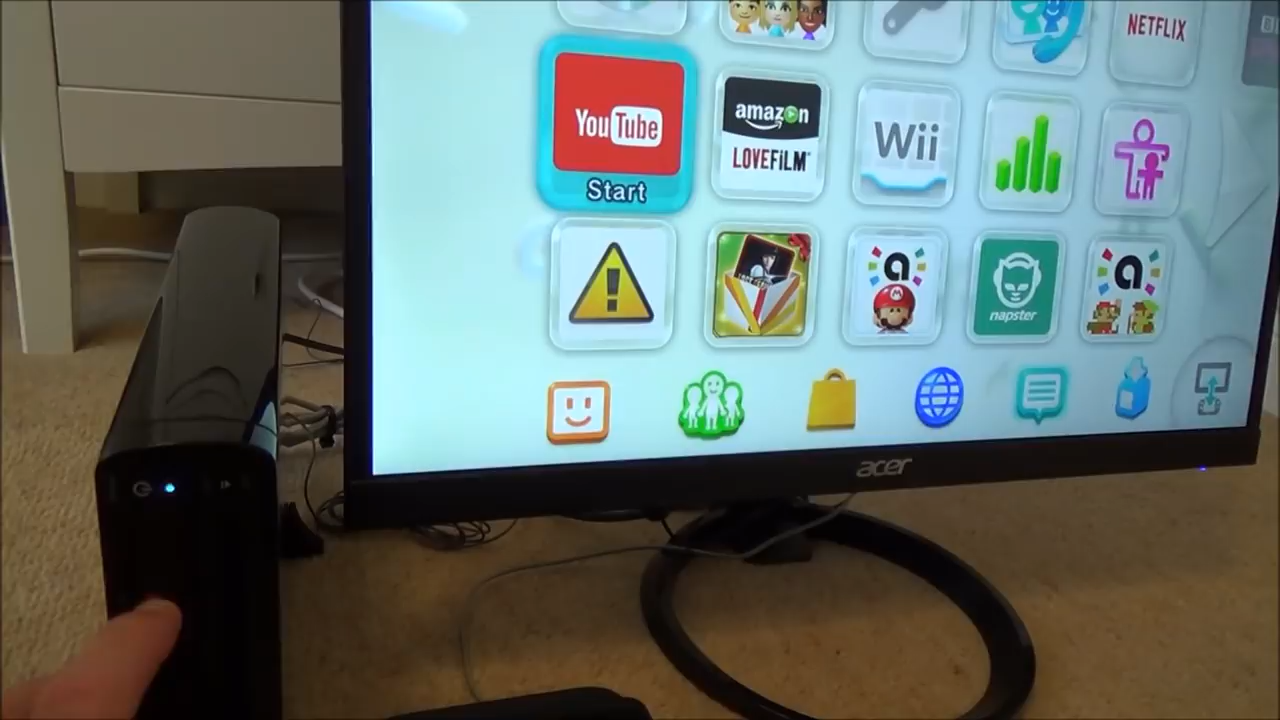 NETFLIX
YouTube
Start
amazon
LOVEFiLM
Wii
a
napster
a
acer